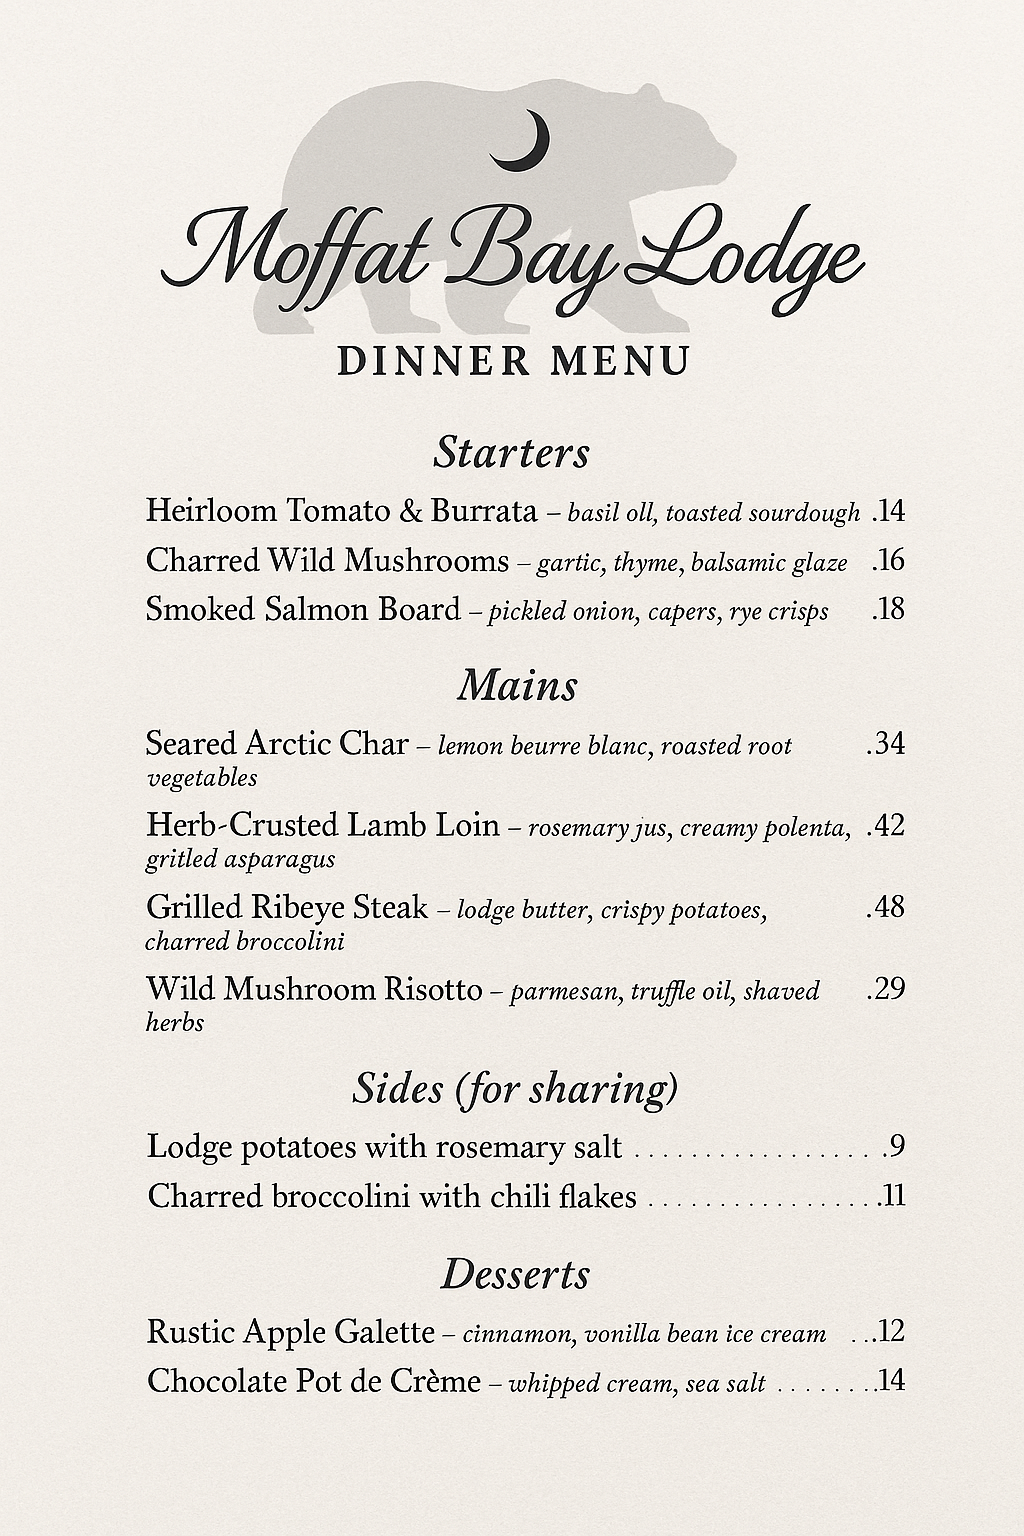 Moffat Bay Lodge
DINNER MENU
Starters
Heirloom Tomato & Burrata – basil oll, toasted sourdough .14
Charred Wild Mushrooms – gartic, thyme, balsamic glaze .16
Smoked Salmon Board – pickled onion, capers, rye crisps .18
Mains
Seared Arctic Char – lemon beurre blanc, roasted root .34
vegetables
Herb-Crusted Lamb Loin – rosemary jus, creamy polenta, .42
gritled asparagus
Grilled Ribeye Steak – lodge butter, crispy potatoes, .48
charred broccolini
Wild Mushroom Risotto – parmesan, truffle oil, shaved .29
herbs
Sides (for sharing)
Lodge potatoes with rosemary salt . . . . . . . . . . . . . . . . . .9
Charred broccolini with chili flakes . . . . . . . . . . . . . . . . .11
Desserts
Rustic Apple Galette – cinnamon, vonilla bean ice cream . ..12
Chocolate Pot de Crème – whipped cream, sea salt . . . . . . ..14